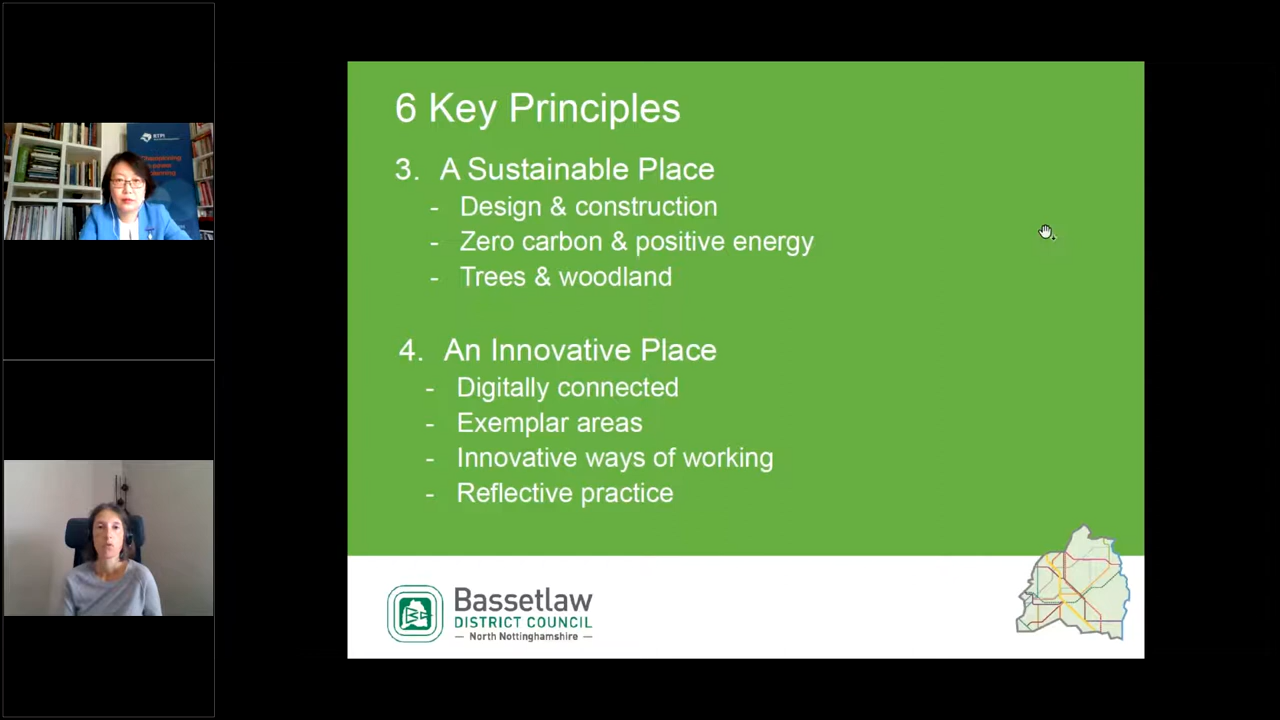 RTPI
6 Key Principles
3. A Sustainable Place
- Design & construction
- Zero carbon & positive energy
- Trees & woodland
4. An Innovative Place
- Digitally connected
- Exemplar areas
- Innovative ways of working
- Reflective practice
Bassetlaw
DISTRICT COUNCIL
— North Nottinghamshire —